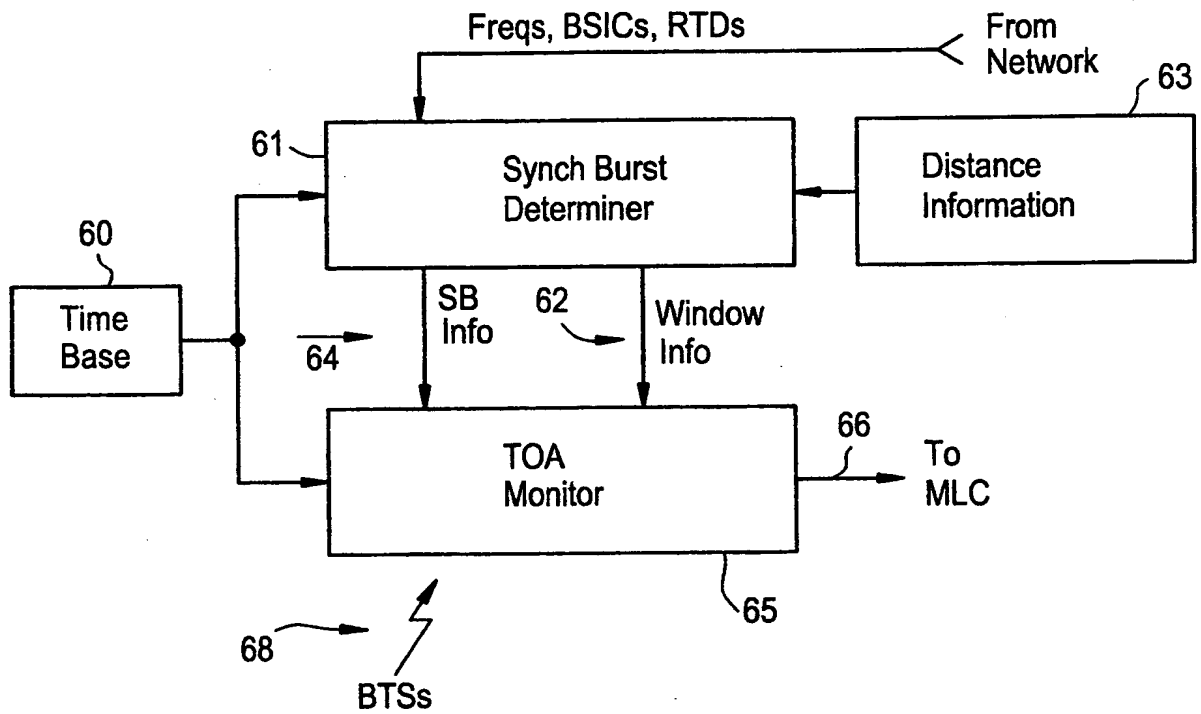 Freqs, BSICs, RTDs
From
Network
63
61
Synch Burst
Determiner
Distance
Information
60
Time
Base
64
SB
Info
62
Window
Info
TOA
Monitor
66
To
MLC
65
68
BTSs